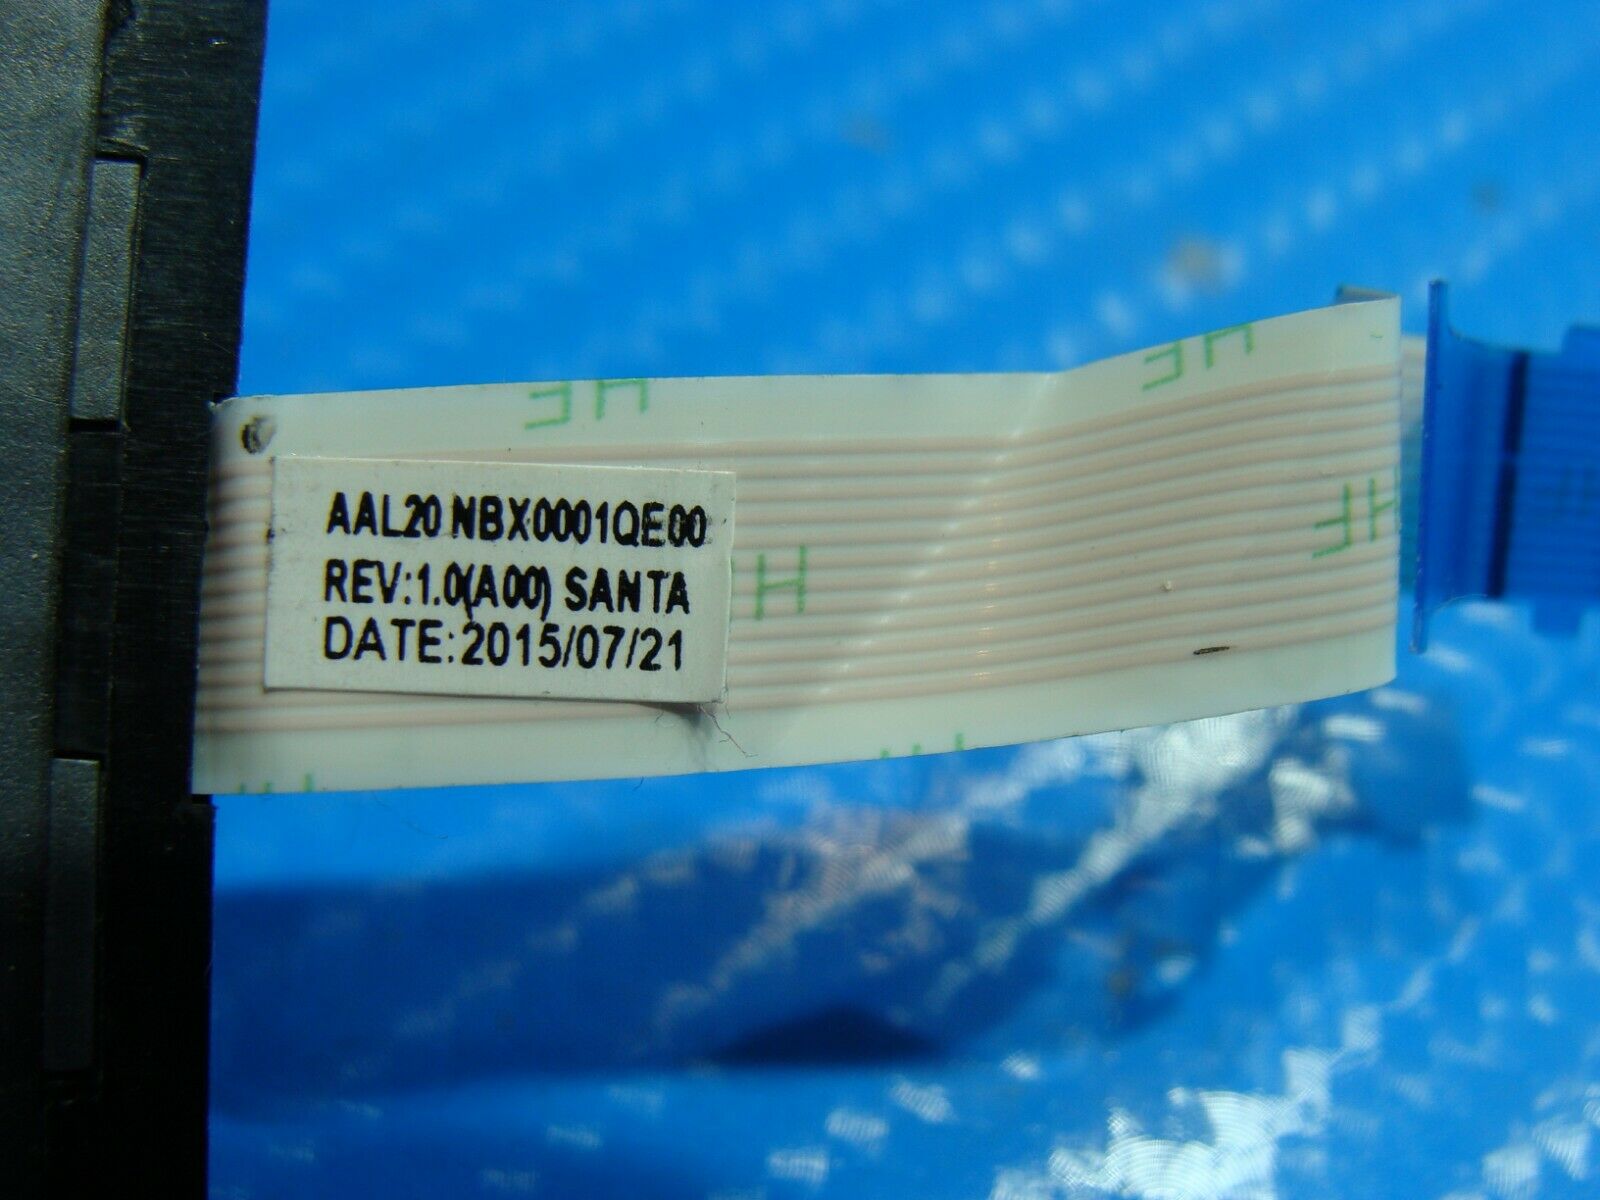 AAL20 NBX0001QE00
REV:1.0(A00) SANTA
DATE:2015/07/21